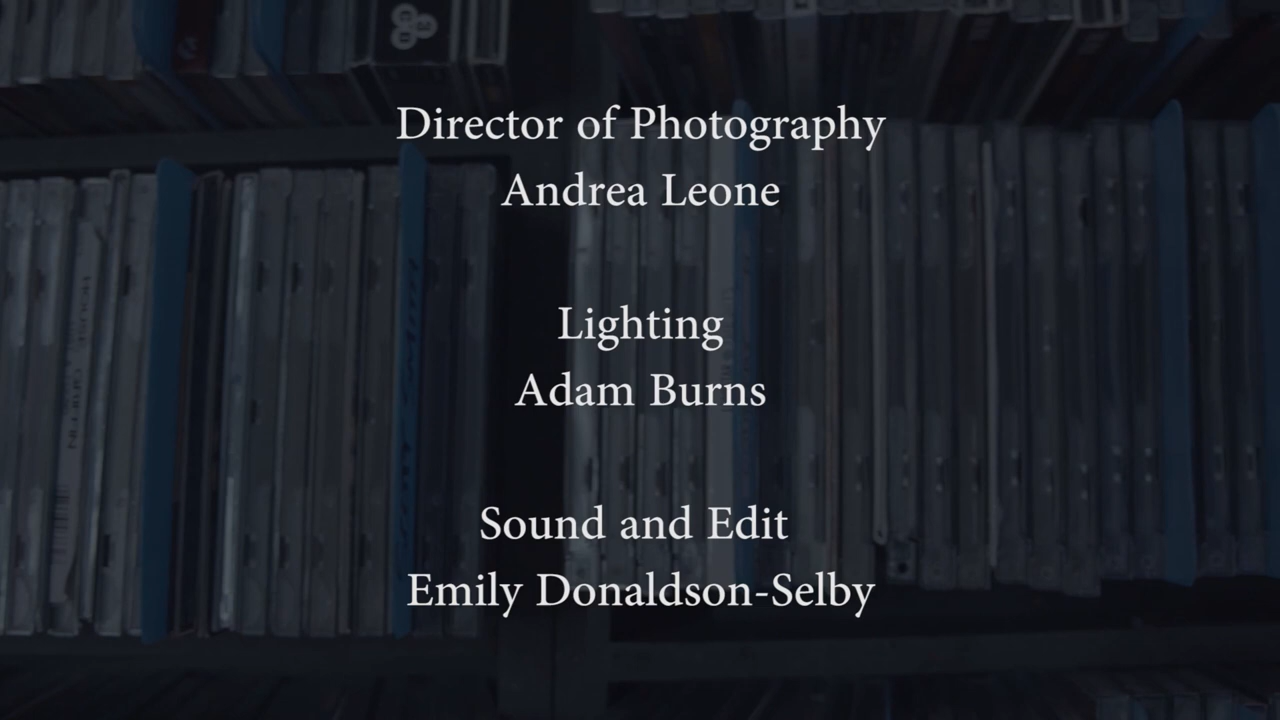 Director of Photography
Andrea Leone
Lighting
Adam Burns
Sound and Edit
Emily Donaldson-Selby